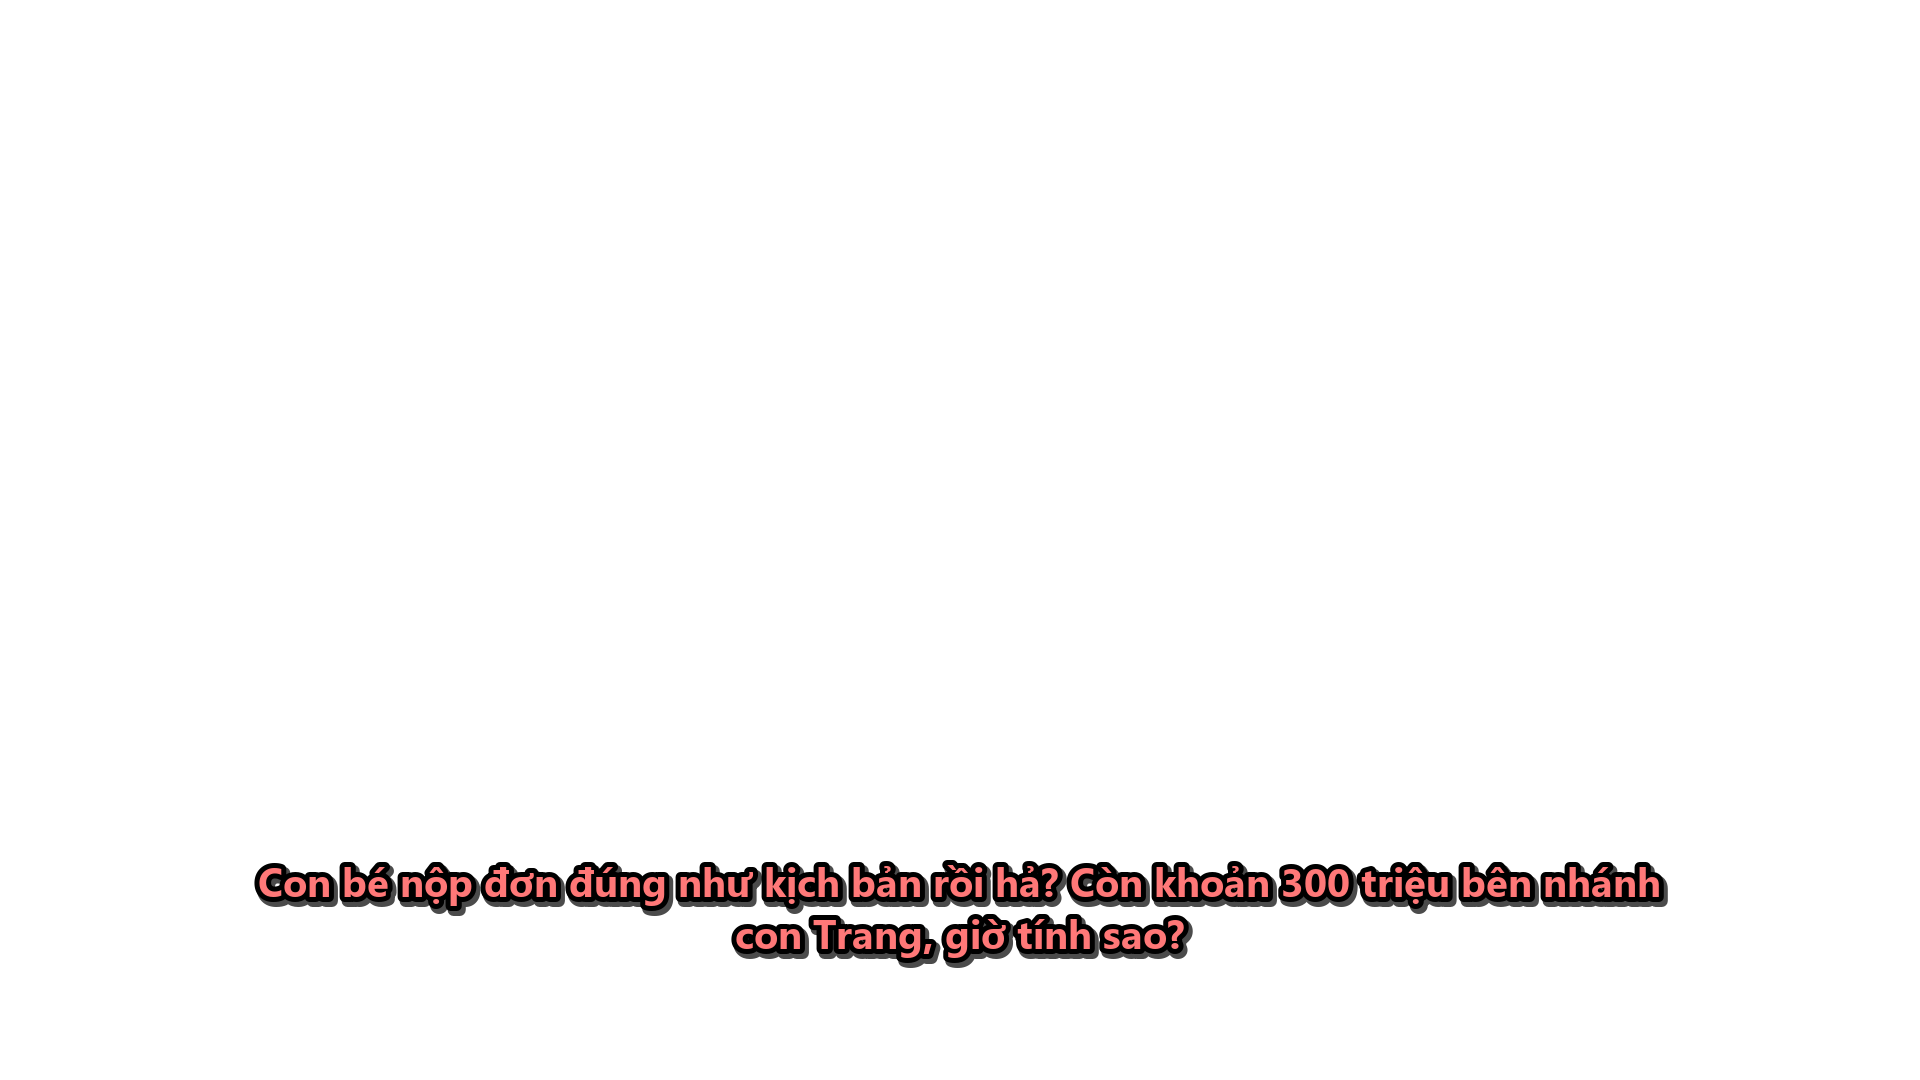 Con bé nộp đơn đúng như kịch bản rồi hả? Còn khoản 300 triệu bên nhánh
con Trang, giờ tính sao?